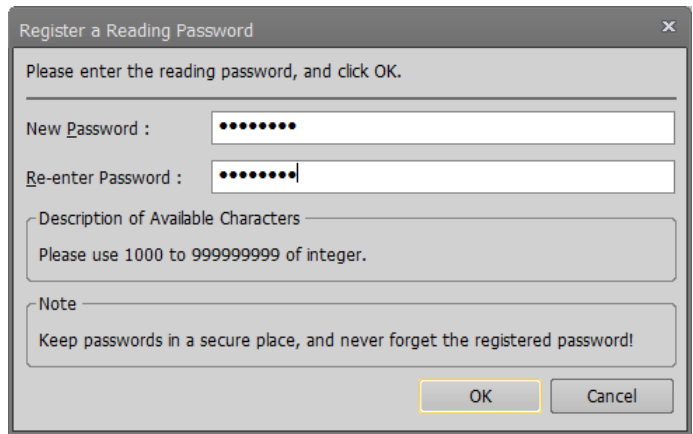 Register a Reading Password
Please enter the reading password, and click OK.
New Password :
••••••••
Re-enter Password :
••••••••
Description of Available Characters
Please use 1000 to 999999999 of integer.
Note
Keep passwords in a secure place, and never forget the registered password!
OK
Cancel